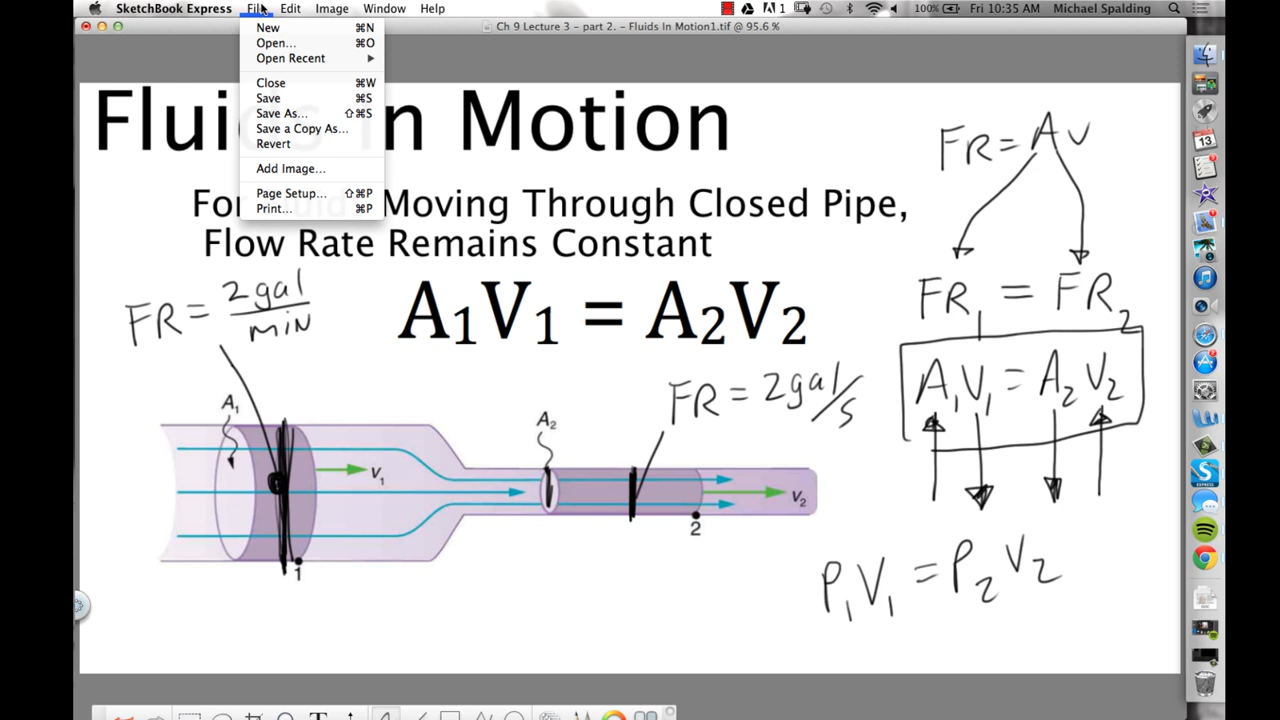 SketchBook Express File Edit Image Window Help 1 100% Fri 10:35 AM Michael Spalding
Ch 9 Lecture 3 - part 2. - Fluids In Motion1.tif @ 95.6 %
New ⌘N
Open... ⌘O
Open Recent
Close ⌘W
Save ⌘S
Save As... ⇧⌘S
Save a Copy As...
Revert
Add Image...
Page Setup... ⇧⌘P
Print... ⌘P
In Motion
Moving Through Closed Pipe,
Flow Rate Remains Constant
A₁V₁ = A₂V₂
FR = 2gal/min
FR = 2gal/s
A₁
V₁
1
A₂
V₂
2
FR = Av
FR₁ = FR₂
A₁V₁ = A₂V₂
P₁V₁ = P₂V₂